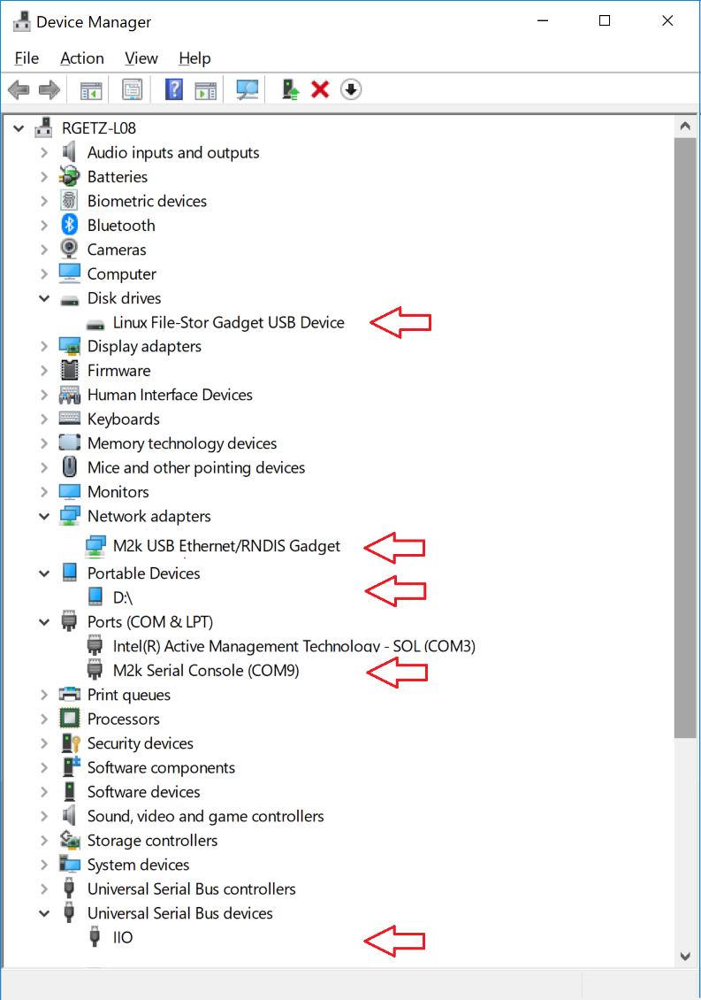 Device Manager
File Action View Help
RGETZ-L08
Audio inputs and outputs
Batteries
Biometric devices
Bluetooth
Cameras
Computer
Disk drives
Linux File-Stor Gadget USB Device
Display adapters
Firmware
Human Interface Devices
Keyboards
Memory technology devices
Mice and other pointing devices
Monitors
Network adapters
M2k USB Ethernet/RNDIS Gadget
Portable Devices
D:\
Ports (COM & LPT)
Intel(R) Active Management Technology - SOL (COM3)
M2k Serial Console (COM9)
Print queues
Processors
Security devices
Software components
Software devices
Sound, video and game controllers
Storage controllers
System devices
Universal Serial Bus controllers
Universal Serial Bus devices
IIO